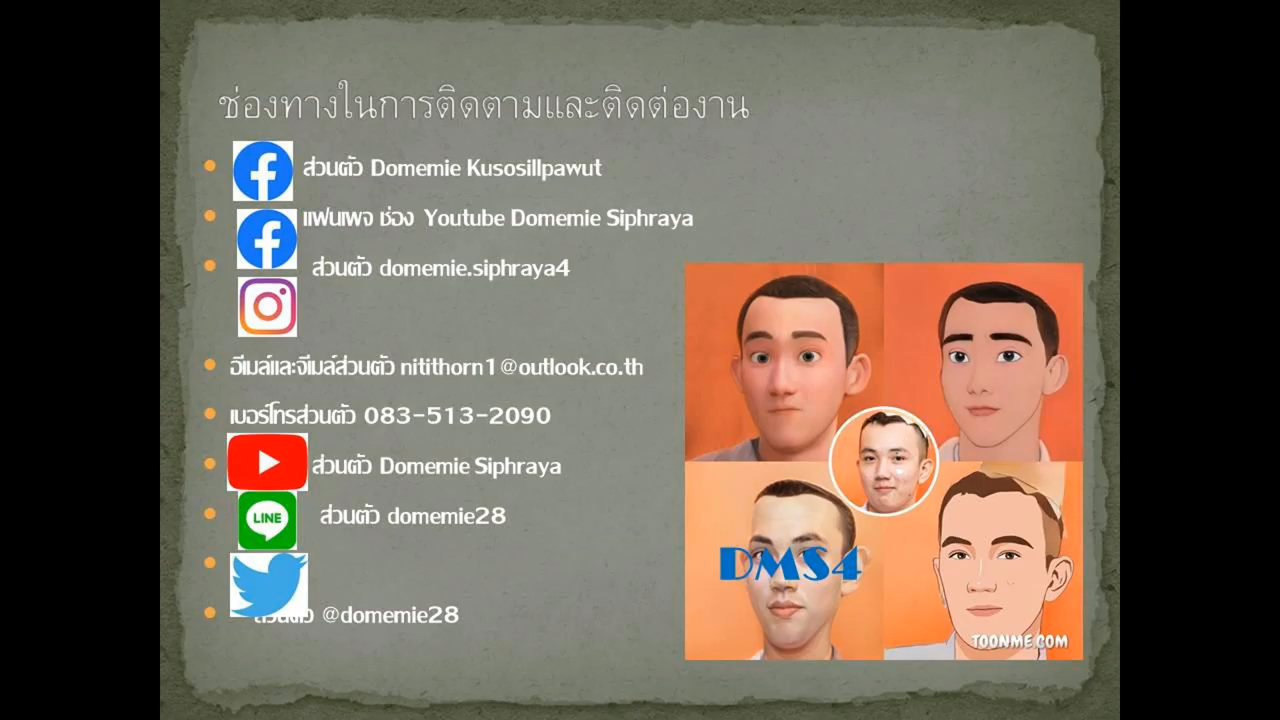 ช่องทางในการติดตามและติดต่องาน
ส่วนตัว Domemie Kusosillpawut
แฟนเพจ ช่อง Youtube Domemie Siphraya
ส่วนตัว domemie.siphraya4
อีเมล์และจีเมล์ส่วนตัว nitithorn1@outlook.co.th
เบอร์โทรส่วนตัว 083-513-2090
ส่วนตัว Domemie Siphraya
LINE ส่วนตัว domemie28
ส่วนตัว @domemie28
DMS4
TOONME.COM